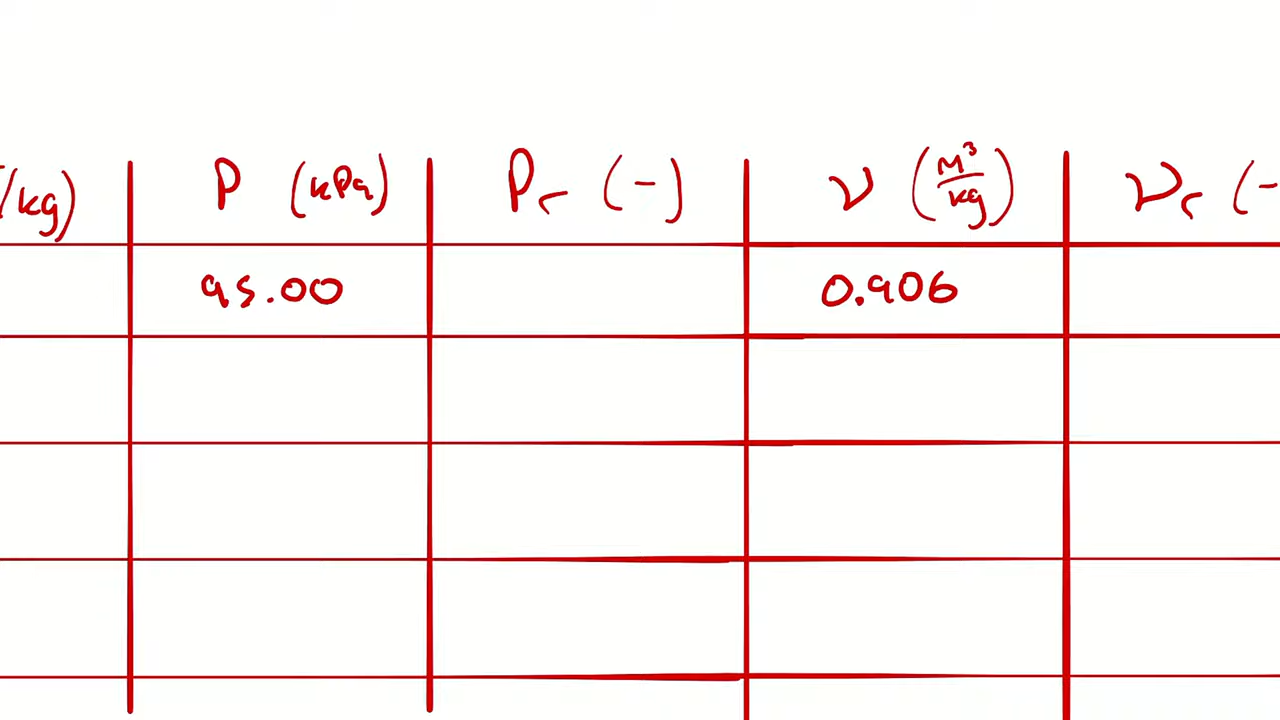 /kg) P (kPa) Pr (-) ν (M³/kg) νr (-
95.00 0.906